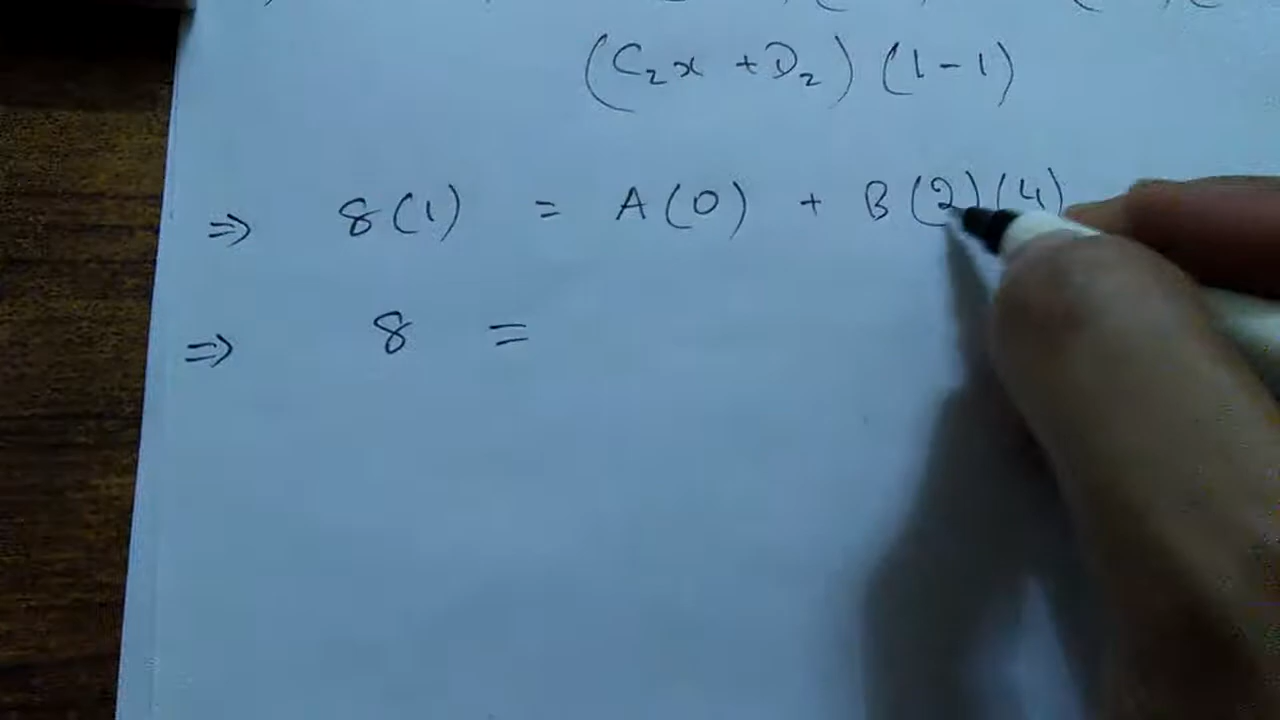 (C₂x + D₂) (1 - 1)
⇒ 8(1) = A(0) + B(2)(4)
⇒ 8 =